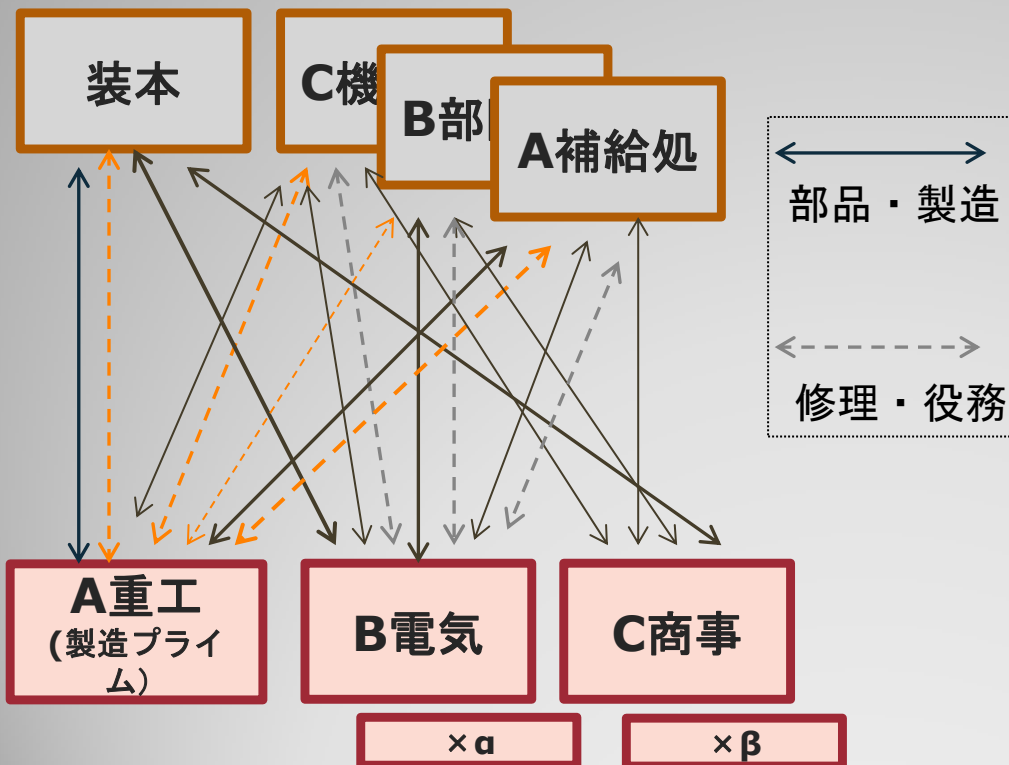 装本
C機
B部
A補給処
部品・製造
修理・役務
A重工
(製造プライ
ム)
B電気
C商事
×α
×β